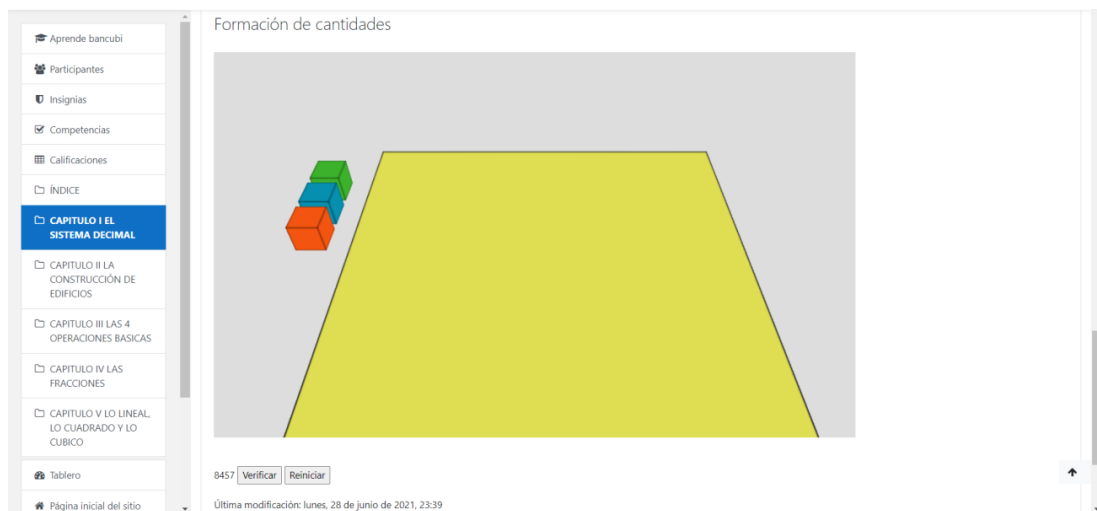 Aprende bancubi
Participantes
Insignias
Competencias
Calificaciones
ÍNDICE
CAPITULO I EL
SISTEMA DECIMAL
CAPITULO II LA
CONSTRUCCIÓN DE
EDIFICIOS
CAPITULO III LAS 4
OPERACIONES BASICAS
CAPITULO IV LAS
FRACCIONES
CAPITULO V LO LINEAL,
LO CUADRADO Y LO
CUBICO
Tablero
Página inicial del sitio
Formación de cantidades
8457 Verificar Reiniciar
Última modificación: lunes, 28 de junio de 2021, 23:39